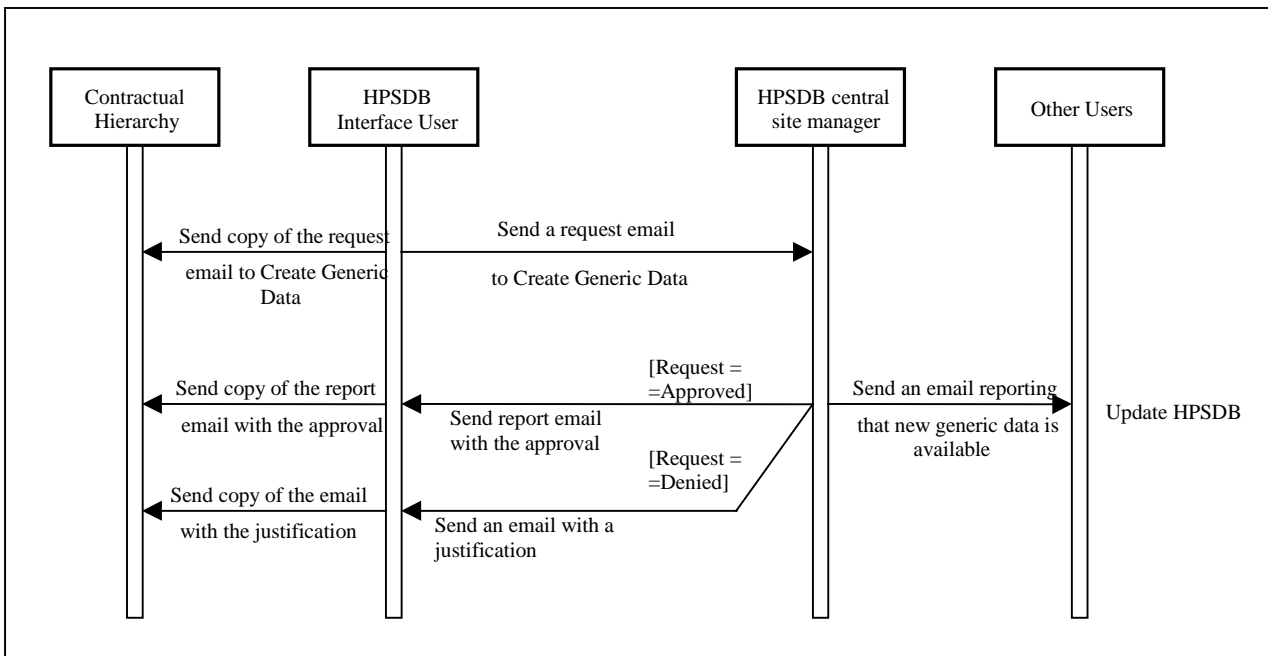 Contractual
Hierarchy
HPSDB
Interface User
HPSDB central
site manager
Other Users
Send copy of the request
email to Create Generic
Data
Send a request email
to Create Generic Data
[Request =
=Approved]
Send copy of the report
email with the approval
Send report email
with the approval
Send an email reporting
that new generic data is
available
Update HPSDB
[Request =
=Denied]
Send copy of the email
with the justification
Send an email with a
justification